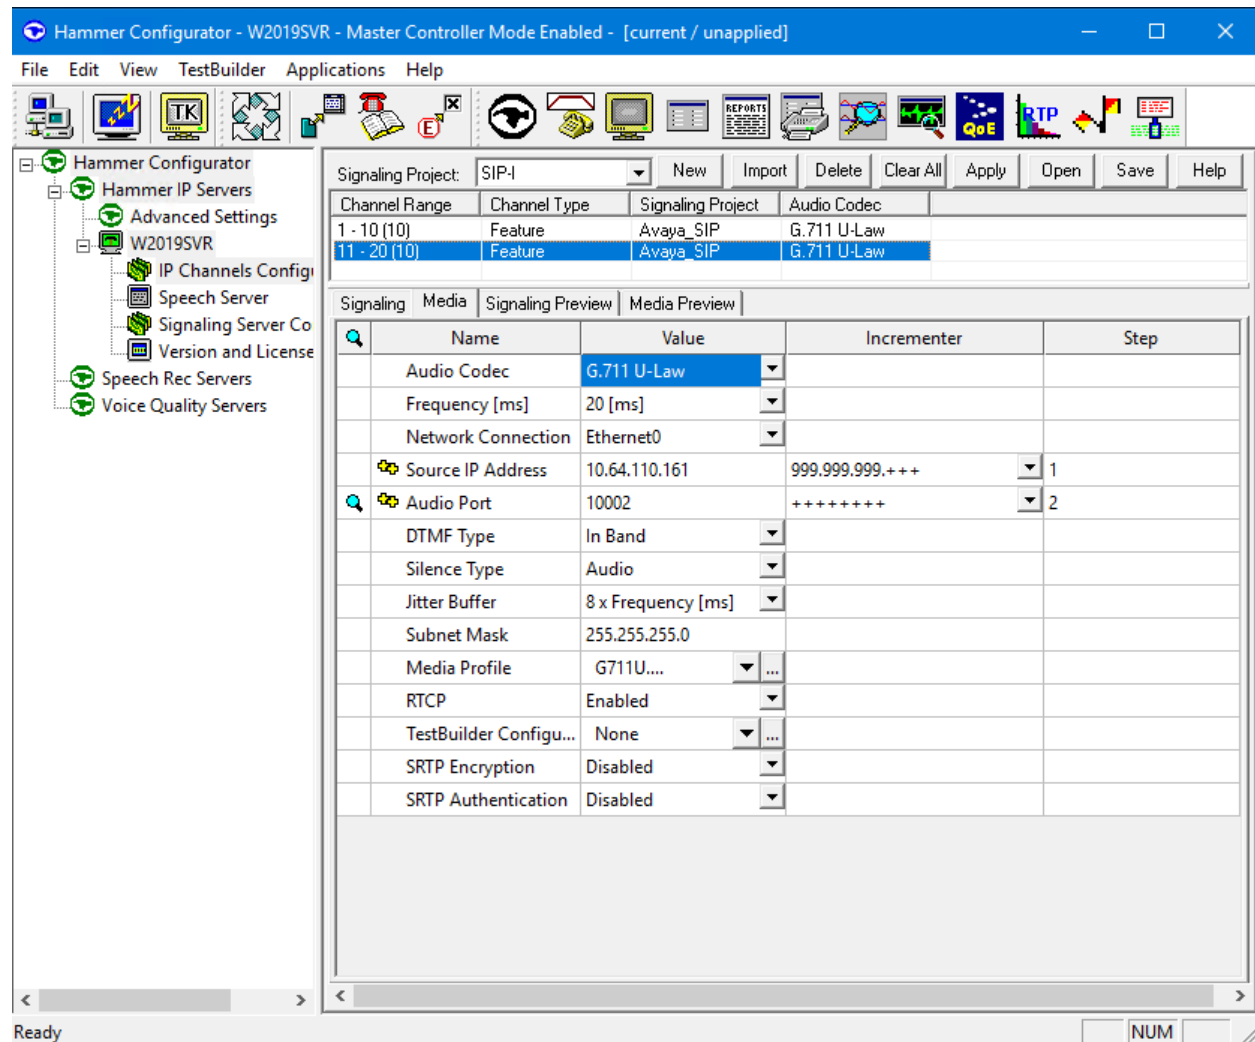 Hammer Configurator - W2019SVR - Master Controller Mode Enabled - [current / unapplied]
File Edit View TestBuilder Applications Help
TK E REPORTS QoE RTP
Hammer Configurator
Hammer IP Servers
Advanced Settings
W2019SVR
IP Channels Configu
Speech Server
Signaling Server Co
Version and License
Speech Rec Servers
Voice Quality Servers
Signaling Project: SIP-I New Import Delete Clear All Apply Open Save Help
Channel Range Channel Type Signaling Project Audio Codec
1 - 10 (10) Feature Avaya_SIP G.711 U-Law
11 - 20 (10) Feature Avaya_SIP G.711 U-Law
Signaling Media Signaling Preview Media Preview
Name Value Incrementer Step
Audio Codec G.711 U-Law
Frequency [ms] 20 [ms]
Network Connection Ethernet0
Source IP Address 10.64.110.161 999.999.999.+++ 1
Audio Port 10002 ++++++++ 2
DTMF Type In Band
Silence Type Audio
Jitter Buffer 8 x Frequency [ms]
Subnet Mask 255.255.255.0
Media Profile G711U.... ...
RTCP Enabled
TestBuilder Configu... None ...
SRTP Encryption Disabled
SRTP Authentication Disabled
Ready NUM